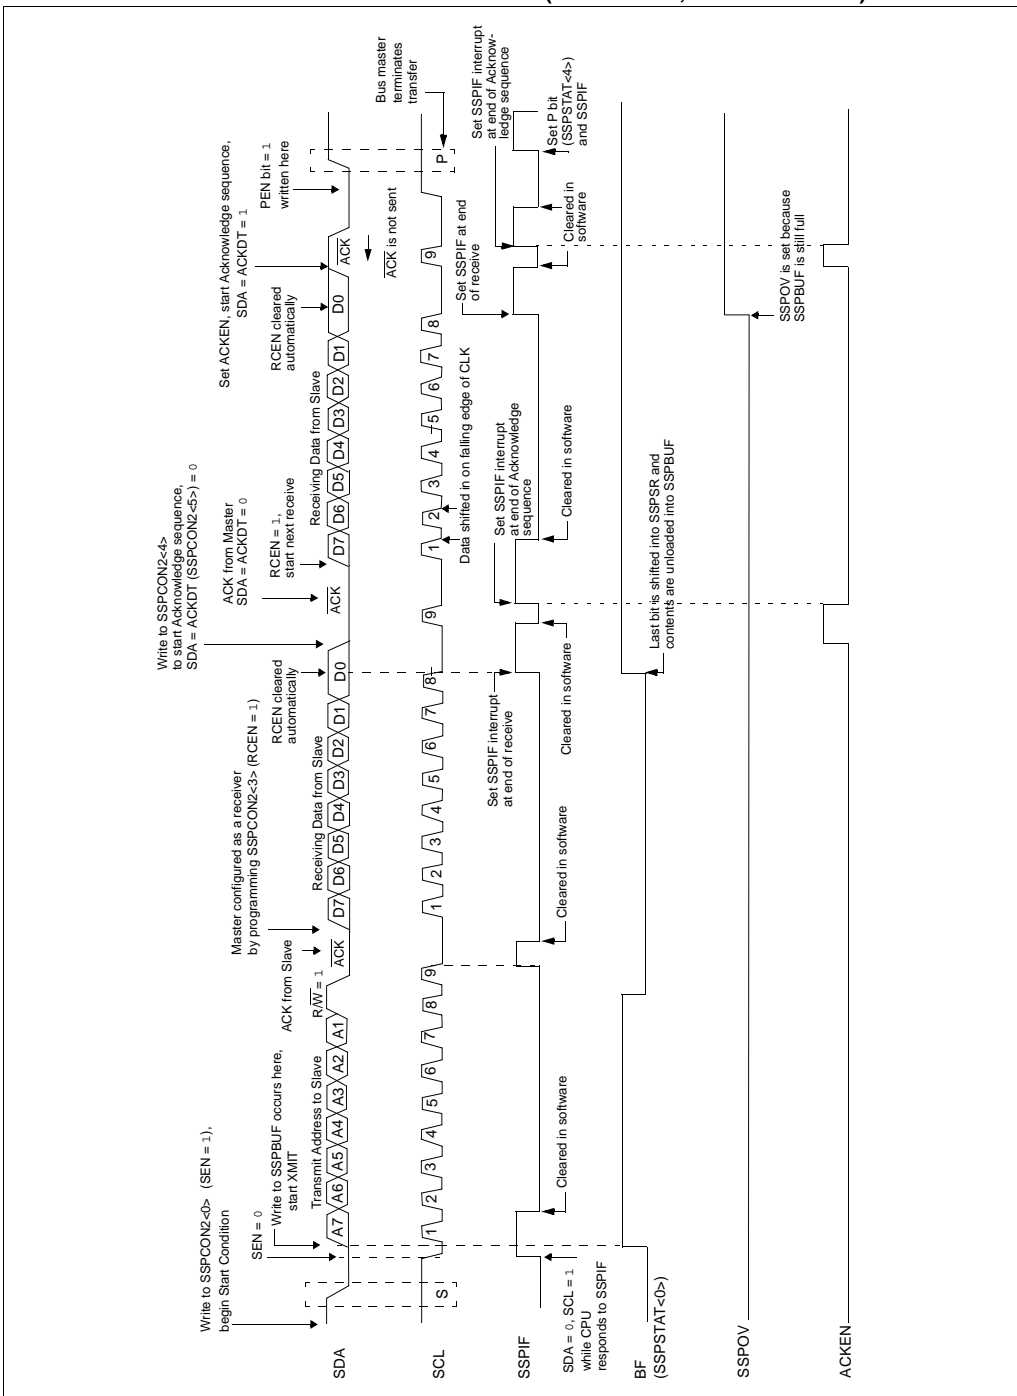 Write to SSPCON2<0> (SEN = 1),
begin Start Condition
SEN = 0
Write to SSPBUF occurs here,
start XMIT
Transmit Address to Slave
R/W = 1
ACK from Slave
Master configured as a receiver
by programming SSPCON2<3> (RCEN = 1)
Receiving Data from Slave
RCEN cleared
automatically
Write to SSPCON2<4>
to start Acknowledge sequence,
SDA = ACKDT (SSPCON2<5>) = 0
ACK from Master
SDA = ACKDT = 0
RCEN = 1,
start next receive
Receiving Data from Slave
RCEN cleared
automatically
Set ACKEN, start Acknowledge sequence,
SDA = ACKDT = 1
PEN bit = 1
written here
Bus master
terminates
transfer
SDA
A7 A6 A5 A4 A3 A2 A1 ACK D7 D6 D5 D4 D3 D2 D1 D0 ACK D7 D6 D5 D4 D3 D2 D1 D0 ACK
ACK is not sent
SCL
S 1 2 3 4 5 6 7 8 9 1 2 3 4 5 6 7 8 9 1 2 3 4 5 6 7 8 9 P
Data shifted in on falling edge of CLK
Set SSPIF interrupt
at end of receive
Set SSPIF interrupt
at end of Acknowledge
sequence
Set SSPIF at end
of receive
Set SSPIF interrupt
at end of Acknow-
ledge sequence
SSPIF
SDA = 0, SCL = 1
while CPU
responds to SSPIF
Cleared in software
Cleared in software
Cleared in software
Cleared in software
Cleared in
software
Set P bit
(SSPSTAT<4>)
and SSPIF
BF
(SSPSTAT<0>)
Last bit is shifted into SSPSR and
contents are unloaded into SSPBUF
SSPOV
SSPOV is set because
SSPBUF is still full
ACKEN